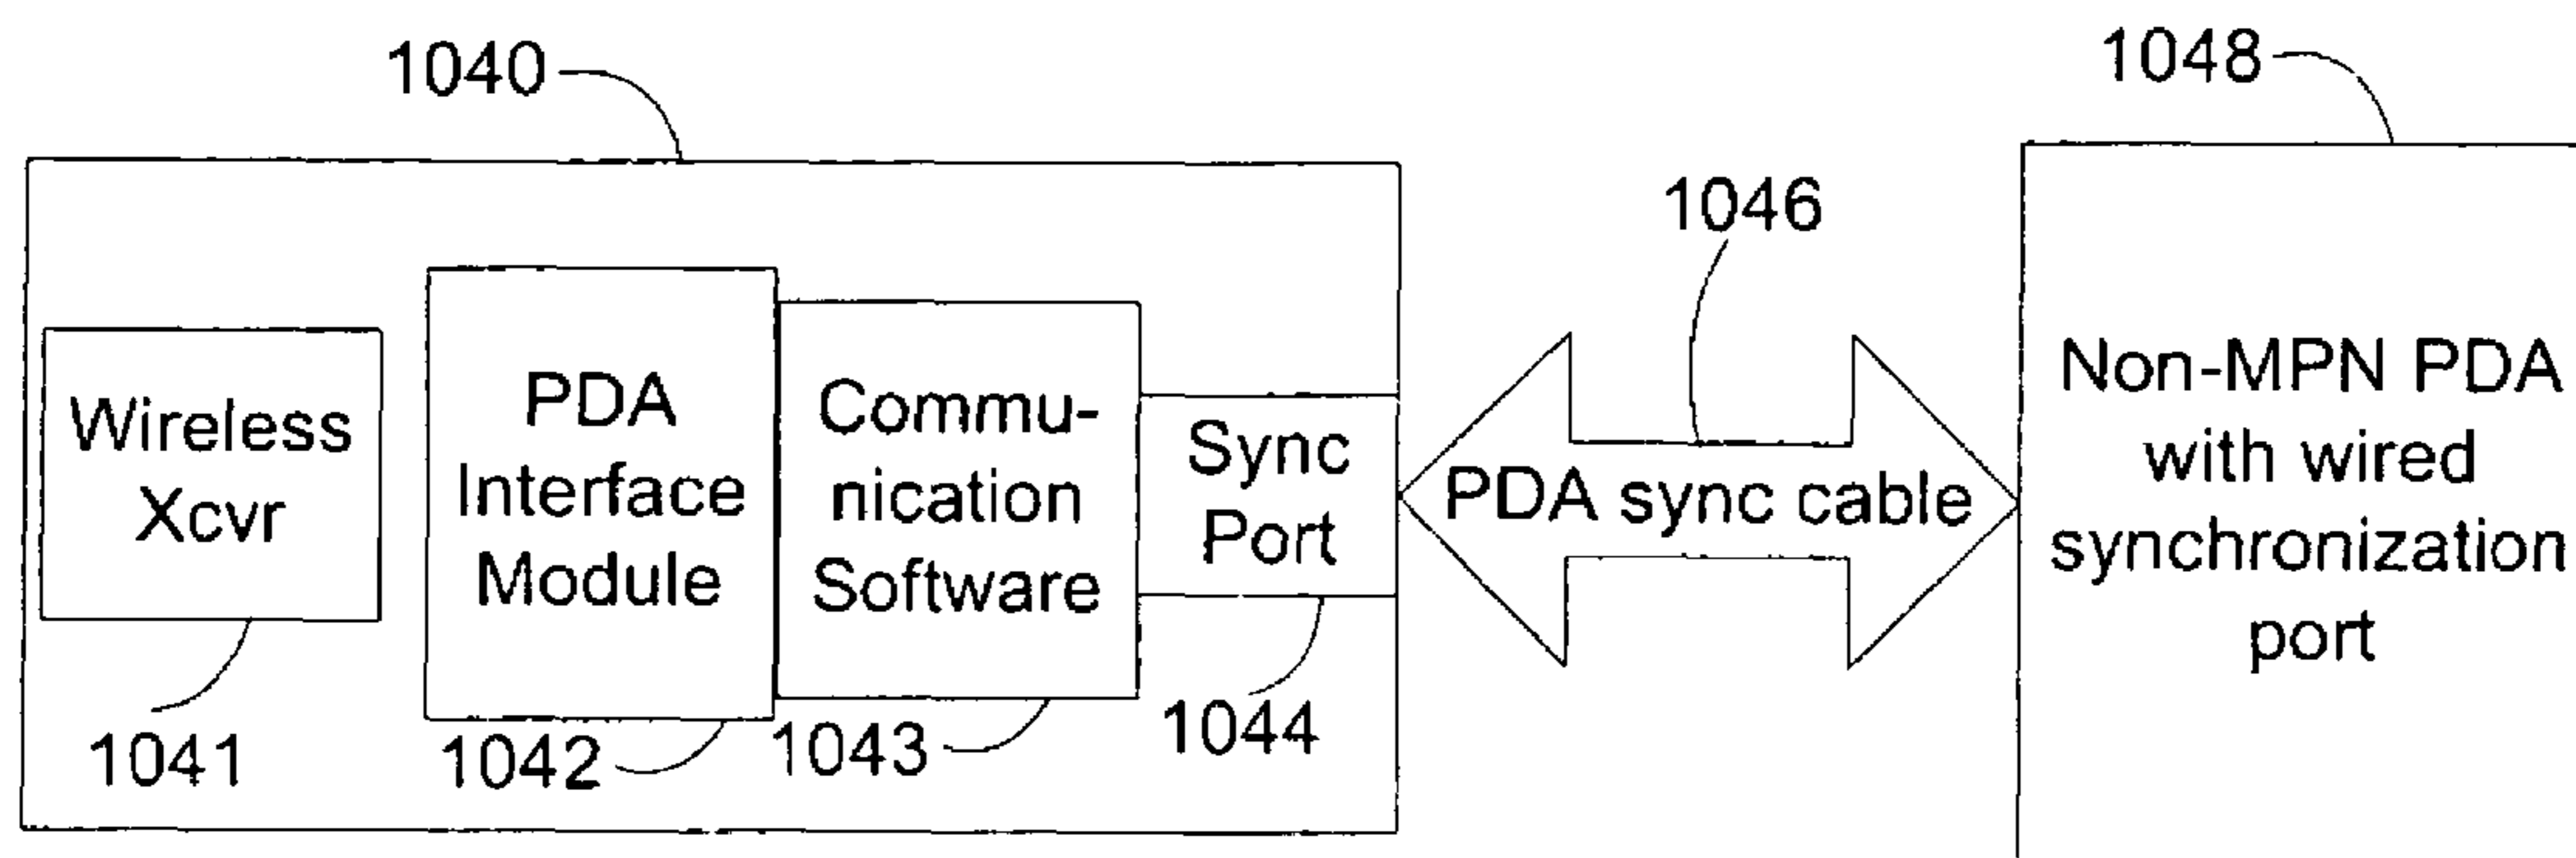 1040
1048
1046
Wireless
Xcvr
PDA
Interface
Module
Commu-
nication
Software
Sync
Port
PDA sync cable
Non-MPN PDA
with wired
synchronization
port
1041
1042
1043
1044